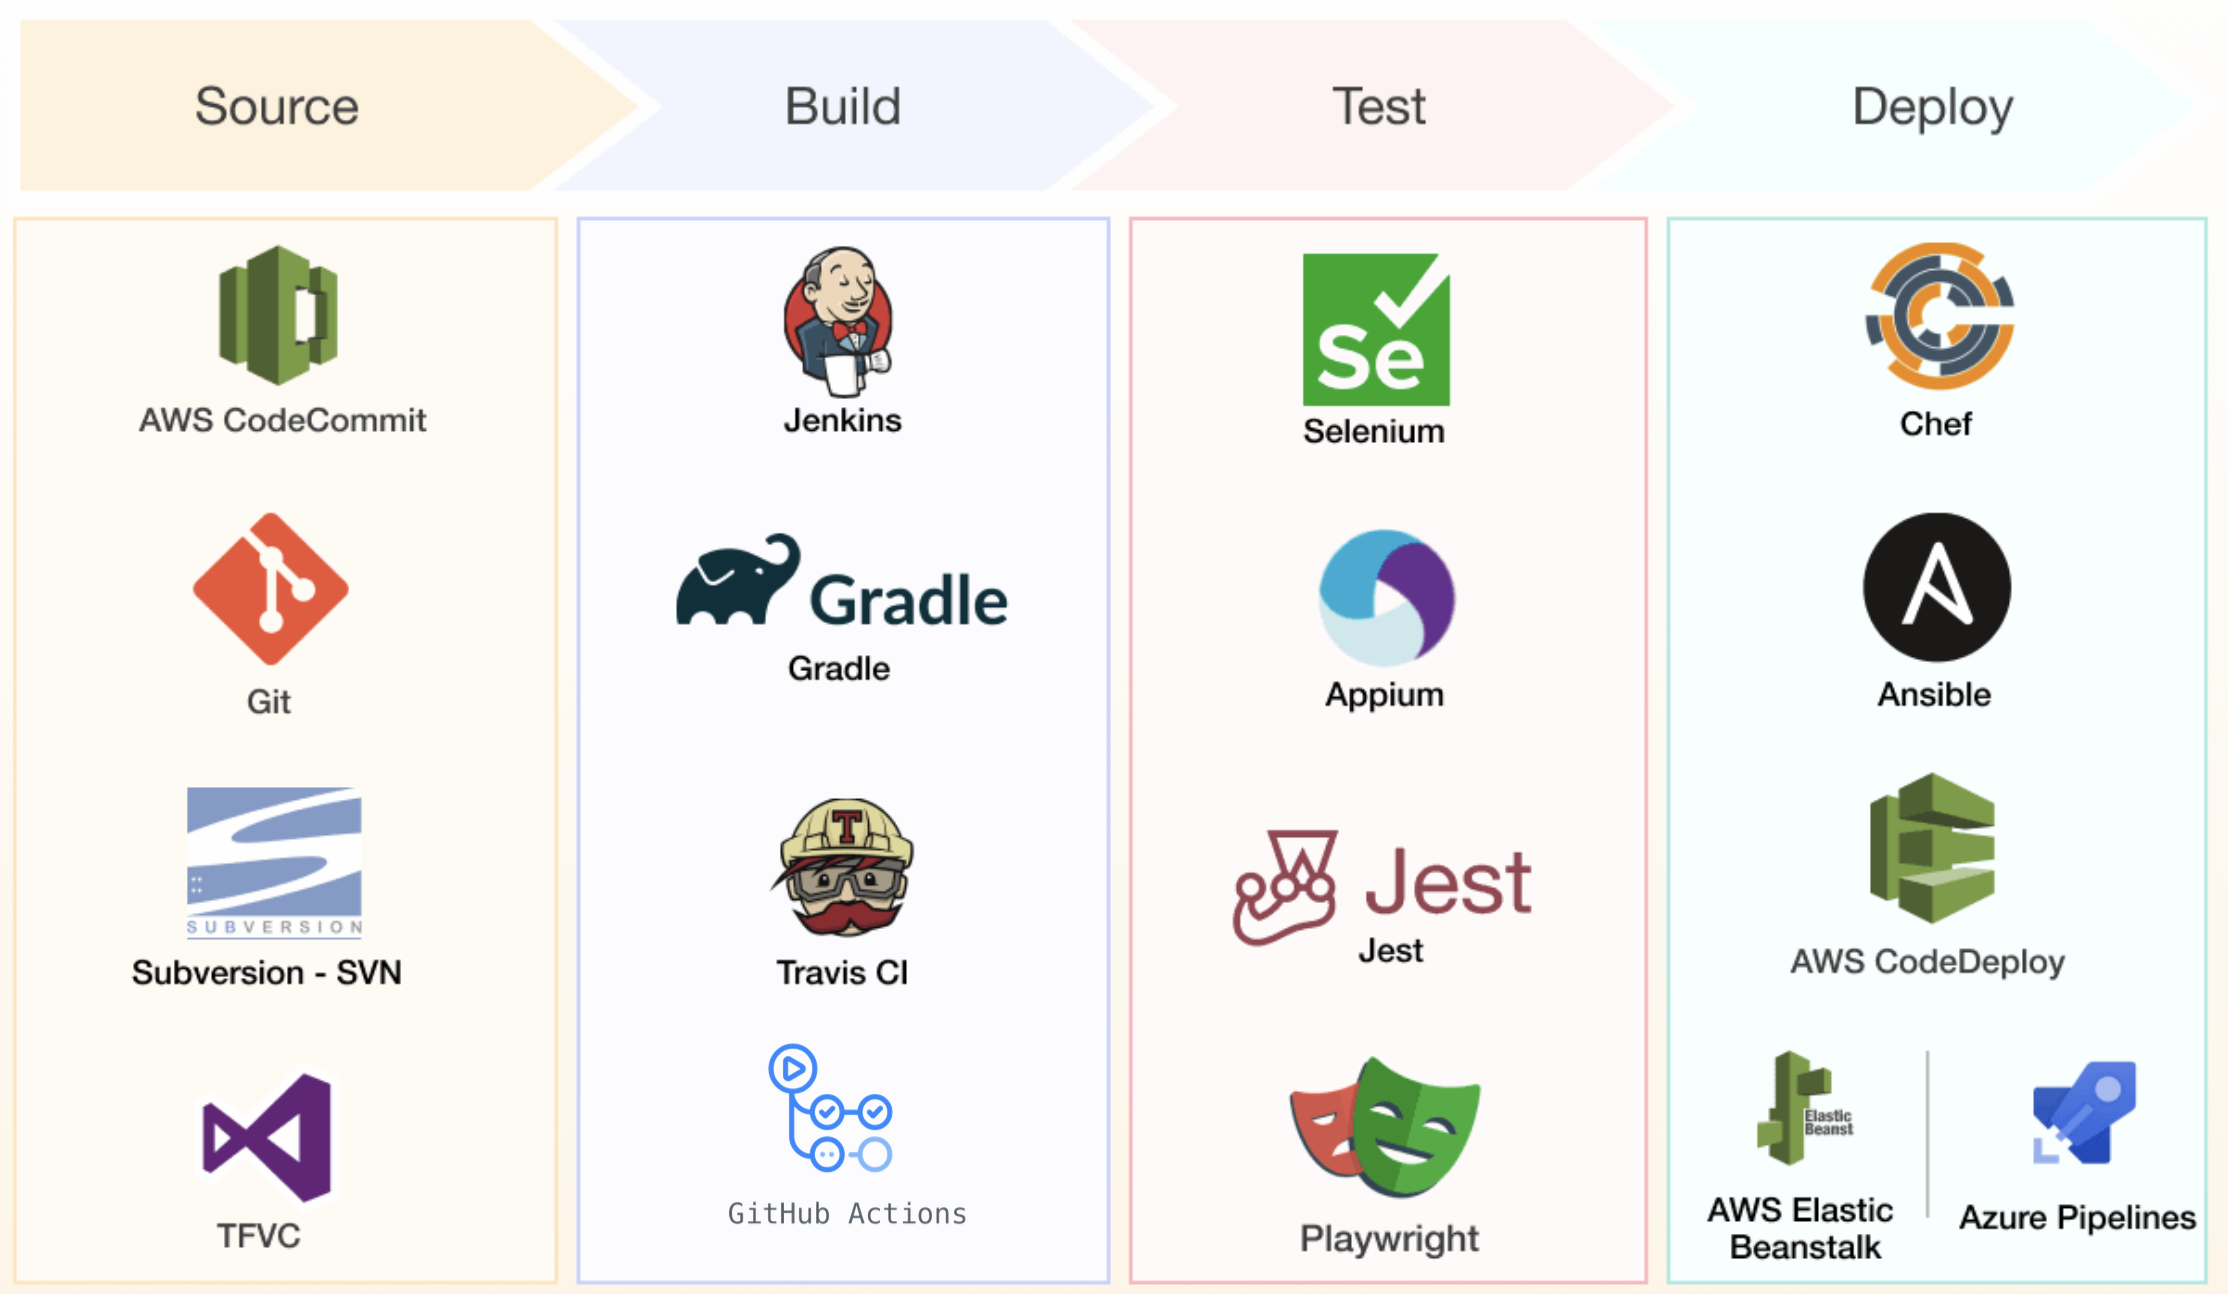 Source
Build
Test
Deploy
AWS CodeCommit
Git
SUBVERSION
Subversion - SVN
TFVC
Jenkins
Gradle
Gradle
T
Travis CI
GitHub Actions
Se
Selenium
Appium
Jest
Jest
Playwright
Chef
Ansible
AWS CodeDeploy
Elastic
Beanst
AWS Elastic
Beanstalk
Azure Pipelines